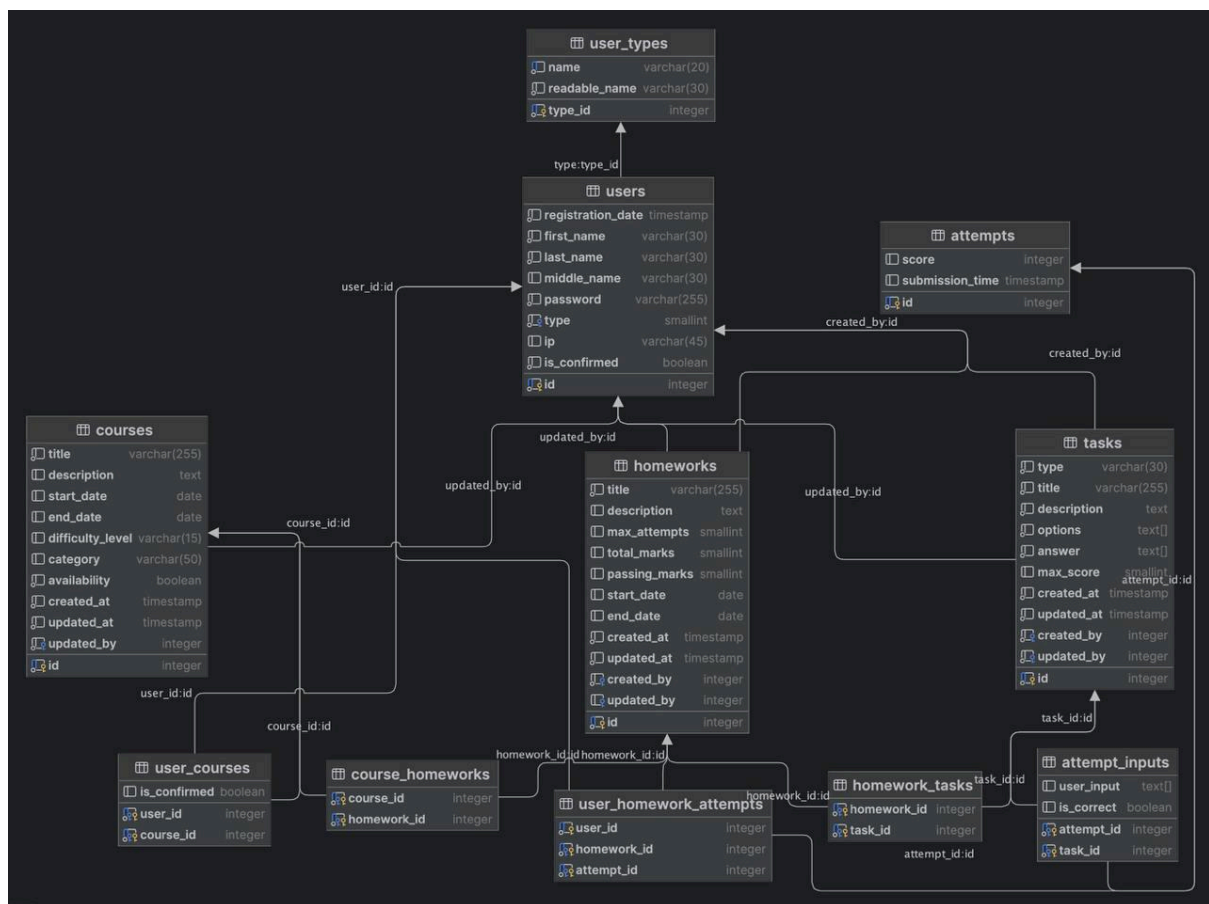 user_types
name varchar(20)
readable_name varchar(30)
type_id integer
type:type_id
users
registration_date timestamp
first_name varchar(30)
last_name varchar(30)
middle_name varchar(30)
password varchar(255)
type smallint
ip varchar(45)
is_confirmed boolean
id integer
attempts
score integer
submission_time timestamp
id integer
user_id:id
created_by:id
created_by:id
courses
title varchar(255)
description text
start_date date
end_date date
difficulty_level varchar(15)
category varchar(50)
availability boolean
created_at timestamp
updated_at timestamp
updated_by integer
id integer
updated_by:id
updated_by:id
updated_by:id
course_id:id
homeworks
title varchar(255)
description text
max_attempts smallint
total_marks smallint
passing_marks smallint
start_date date
end_date date
created_at timestamp
updated_at timestamp
created_by integer
updated_by integer
id integer
tasks
type varchar(30)
title varchar(255)
description text
options text[]
answer text[]
max_score smallint
attempt_id:id
created_at timestamp
updated_at timestamp
created_by integer
updated_by integer
id integer
user_id:id
course_id:id
task_id:id
homework_id:id
homework_id:id
user_courses
is_confirmed boolean
user_id integer
course_id integer
course_homeworks
course_id integer
homework_id integer
user_homework_attempts
user_id integer
homework_id integer
attempt_id integer
homework_id:id
homework_tasks
homework_id integer
task_id integer
task_id:id
attempt_id:id
attempt_inputs
user_input text[]
is_correct boolean
attempt_id integer
task_id integer